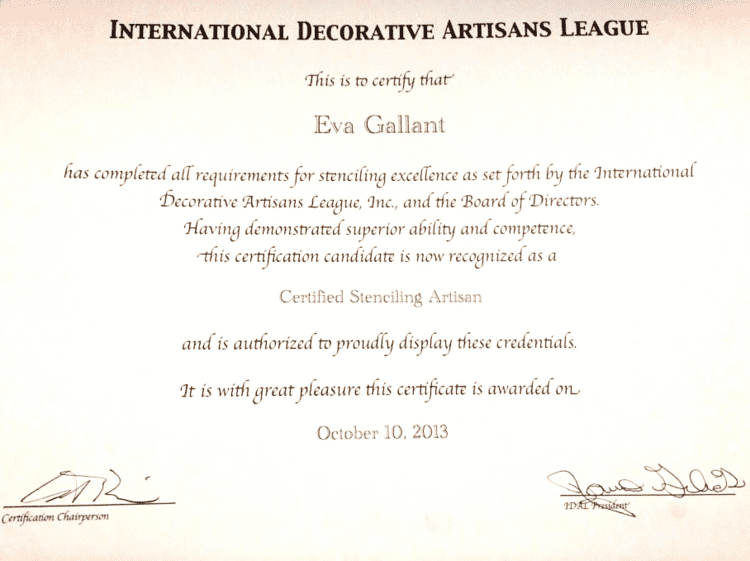 INTERNATIONAL DECORATIVE ARTISANS LEAGUE
This is to certify that
Eva Gallant
has completed all requirements for stenciling excellence as set forth by the International
Decorative Artisans League, Inc., and the Board of Directors.
Having demonstrated superior ability and competence,
this certification candidate is now recognized as a
Certified Stenciling Artisan
and is authorized to proudly display these credentials.
It is with great pleasure this certificate is awarded on
October 10, 2013
Certification Chairperson
IDAL President